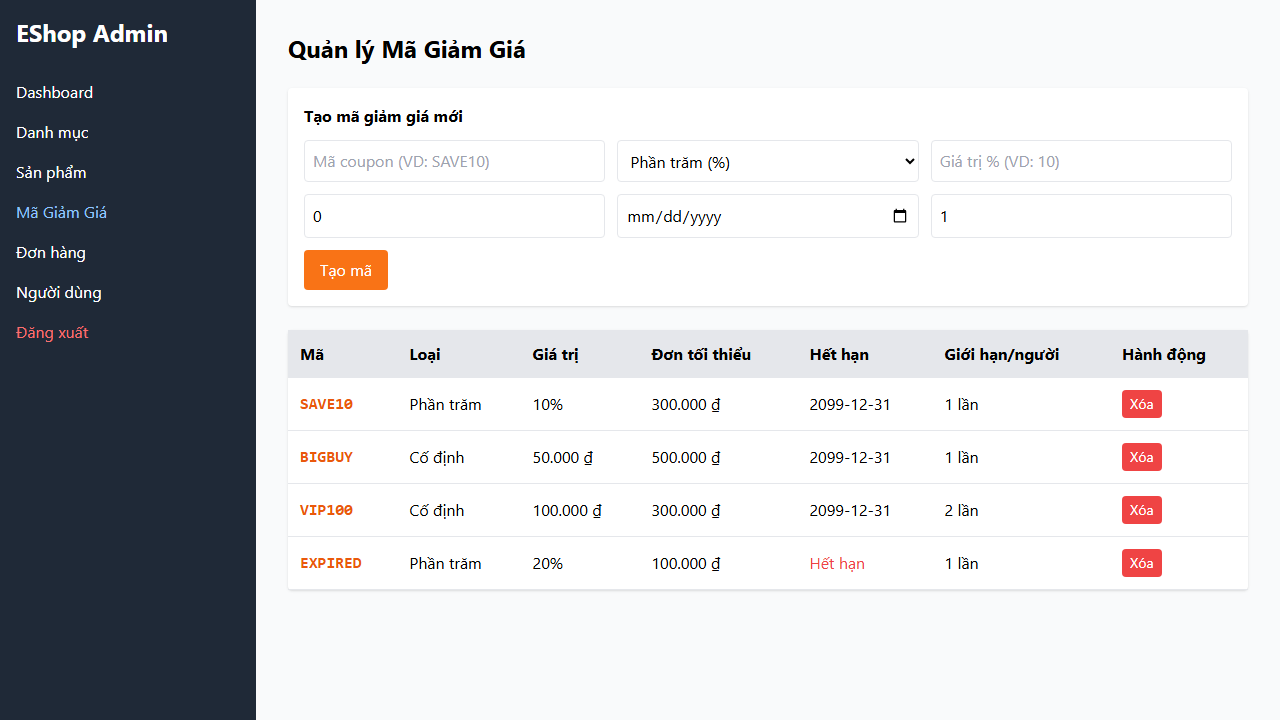 EShop Admin
Dashboard
Danh mục
Sản phẩm
Mã Giảm Giá
Đơn hàng
Người dùng
Đăng xuất
Quản lý Mã Giảm Giá
Tạo mã giảm giá mới
Mã coupon (VD: SAVE10) Phần trăm (%) Giá trị % (VD: 10)
0 mm/dd/yyyy 1
Tạo mã
Mã Loại Giá trị Đơn tối thiểu Hết hạn Giới hạn/người Hành động
SAVE10 Phần trăm 10% 300.000 ₫ 2099-12-31 1 lần Xóa
BIGBUY Cố định 50.000 ₫ 500.000 ₫ 2099-12-31 1 lần Xóa
VIP100 Cố định 100.000 ₫ 300.000 ₫ 2099-12-31 2 lần Xóa
EXPIRED Phần trăm 20% 100.000 ₫ Hết hạn 1 lần Xóa